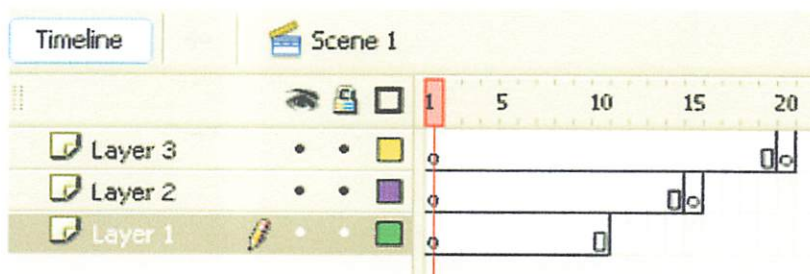 Timeline Scene 1
1 5 10 15 20
Layer 3
Layer 2
Layer 1